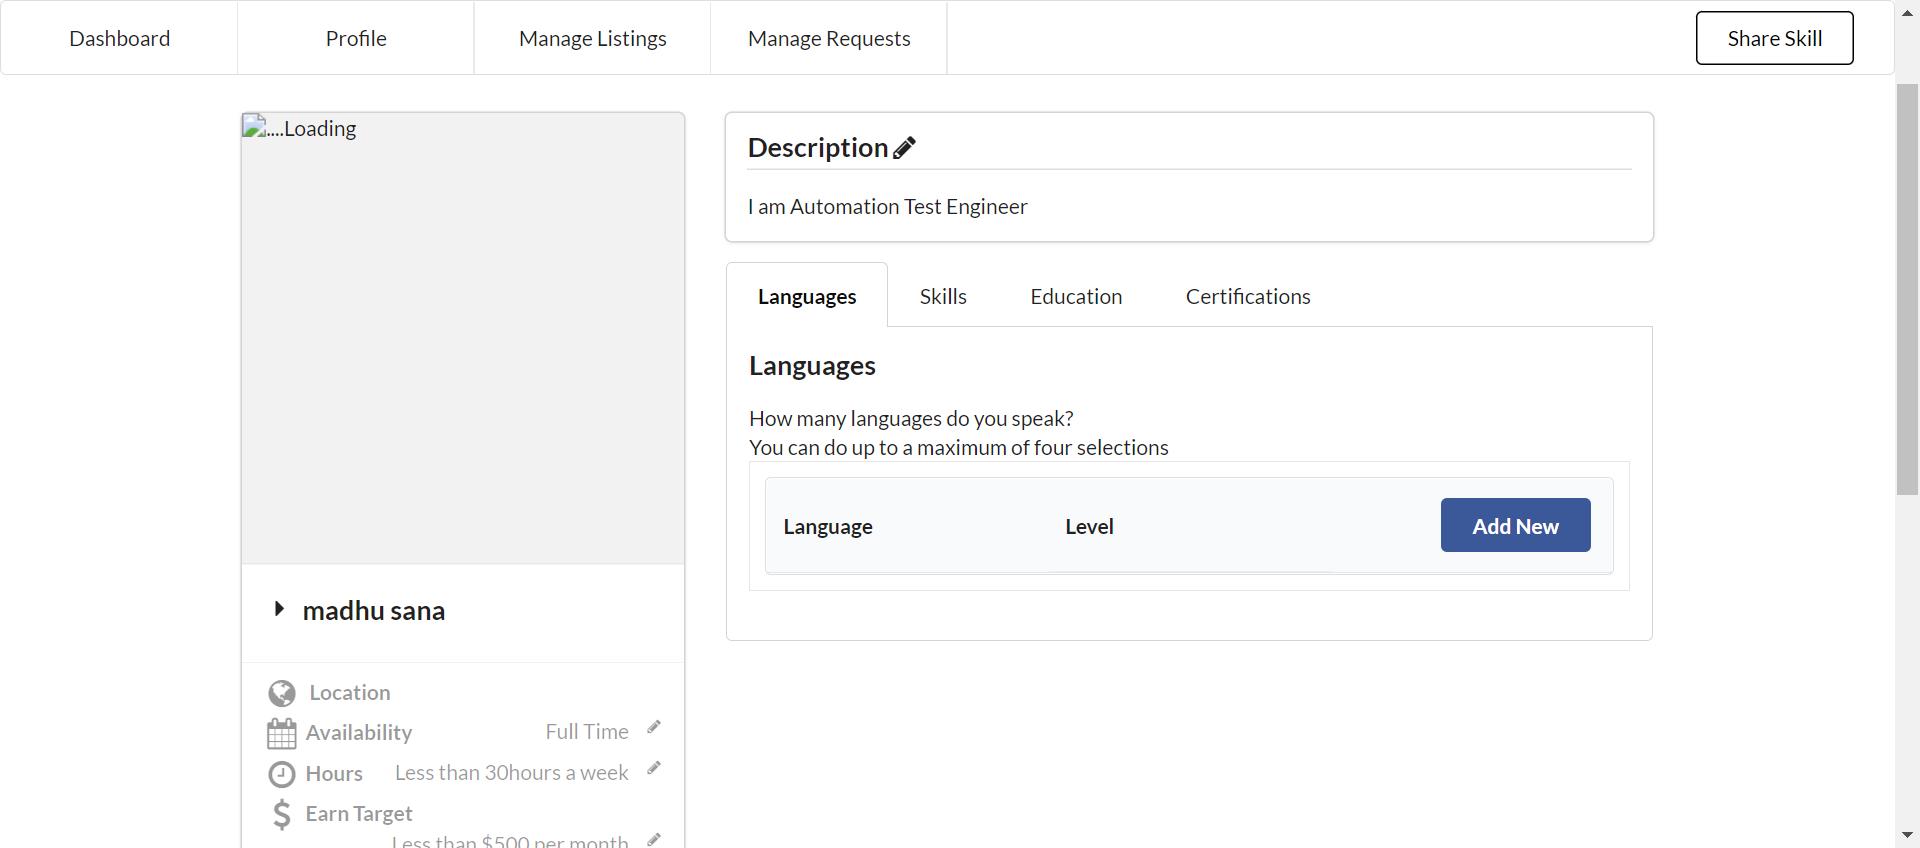 Dashboard
Profile
Manage Listings
Manage Requests
Share Skill
....Loading
madhu sana
Location
Availability Full Time
Hours Less than 30hours a week
Earn Target
Less than $500 per month
Description
I am Automation Test Engineer
Languages
Skills
Education
Certifications
Languages
How many languages do you speak?
You can do up to a maximum of four selections
Language Level Add New